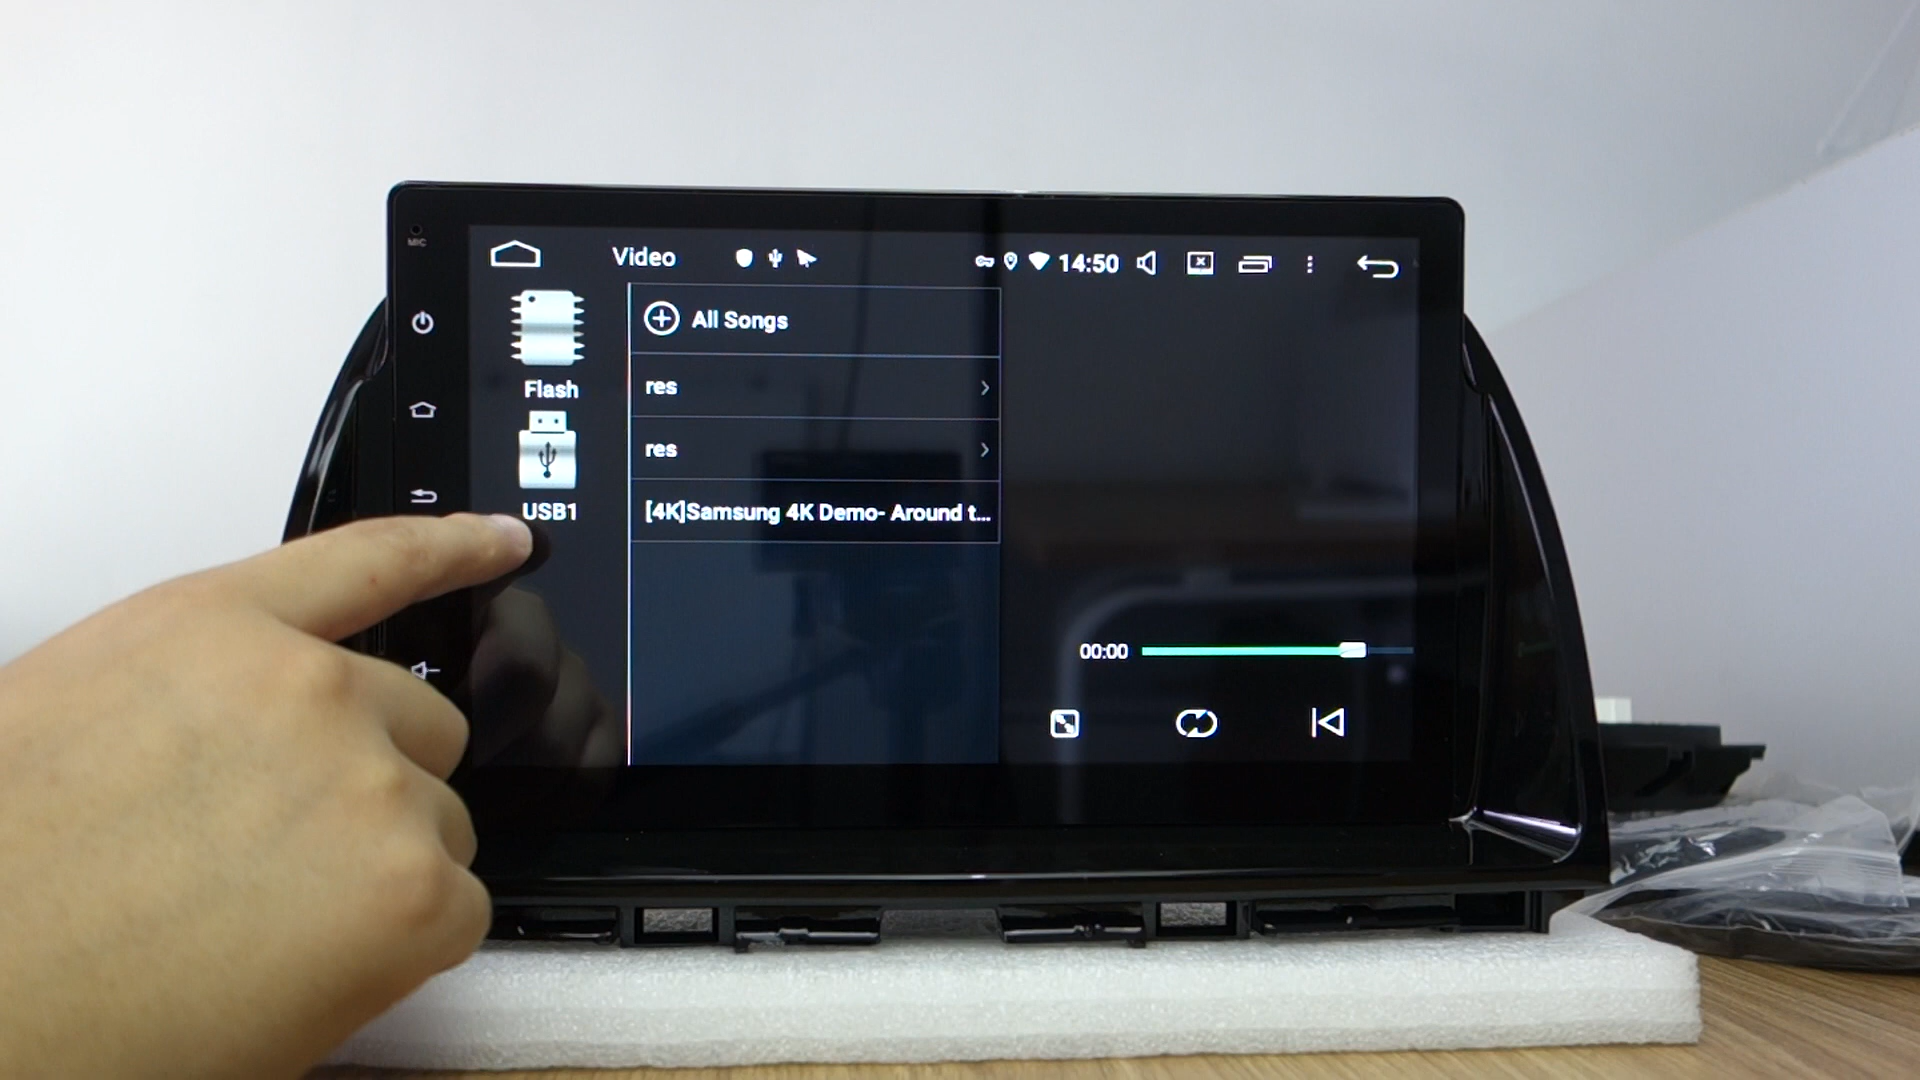 MIC
Video
14:50
Flash
USB1
All Songs
res
res
[4K]Samsung 4K Demo- Around t...
00:00